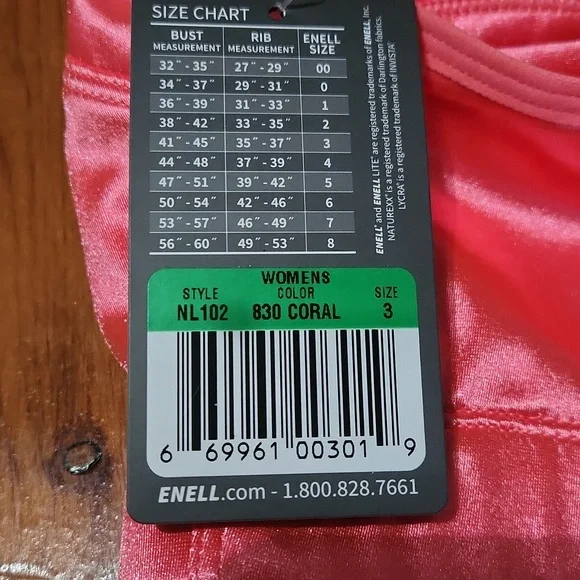 SIZE CHART
BUST MEASUREMENT RIB MEASUREMENT ENELL SIZE
32" - 35" 27" - 29" 00
34" - 37" 29" - 31" 0
36" - 39" 31" - 33" 1
38" - 42" 33" - 35" 2
41" - 45" 35" - 37" 3
44" - 48" 37" - 39" 4
47" - 51" 39" - 42" 5
50" - 54" 42" - 46" 6
53" - 57" 46" - 49" 7
56" - 60" 49" - 53" 8
ENELL® and ENELL LITE® are registered trademarks of ENELL, Inc.
NATUREXX® is a registered trademark of Darlington fabrics.
LYCRA® is a registered trademark of INVISTA™
WOMENS
STYLE COLOR SIZE
NL102 830 CORAL 3
6 69961 00301 9
ENELL.com - 1.800.828.7661